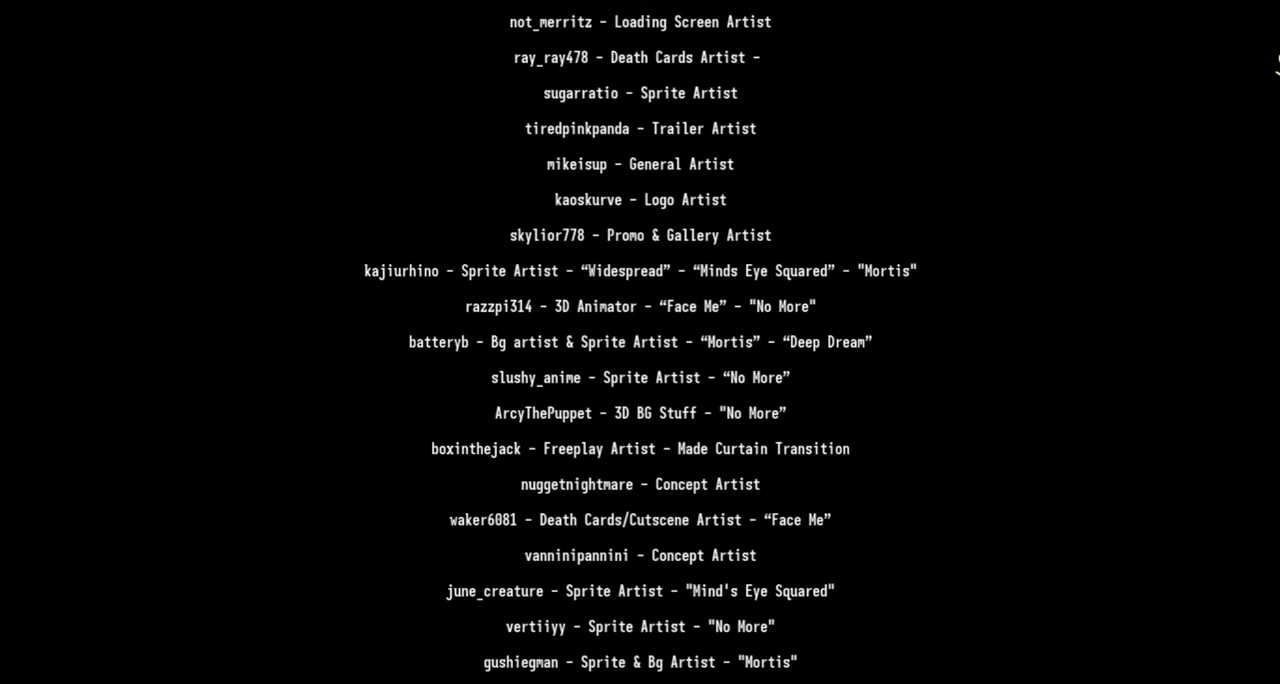 not_merritz - Loading Screen Artist
ray_ray478 - Death Cards Artist -
sugarratio - Sprite Artist
tiredpinkpanda - Trailer Artist
mikeisup - General Artist
kaoskurve - Logo Artist
skylior778 - Promo & Gallery Artist
kajiurhino - Sprite Artist - “Widespread” - “Minds Eye Squared” - "Mortis"
razzpi314 - 3D Animator - “Face Me” - "No More"
batteryb - Bg artist & Sprite Artist - “Mortis” - “Deep Dream”
slushy_anime - Sprite Artist - “No More”
ArcyThePuppet - 3D BG Stuff - "No More”
boxinthejack - Freeplay Artist - Made Curtain Transition
nuggetnightmare - Concept Artist
waker6081 - Death Cards/Cutscene Artist - “Face Me”
vanninipannini - Concept Artist
june_creature - Sprite Artist - "Mind's Eye Squared"
vertiiyy - Sprite Artist - "No More"
gushiegman - Sprite & Bg Artist - "Mortis"